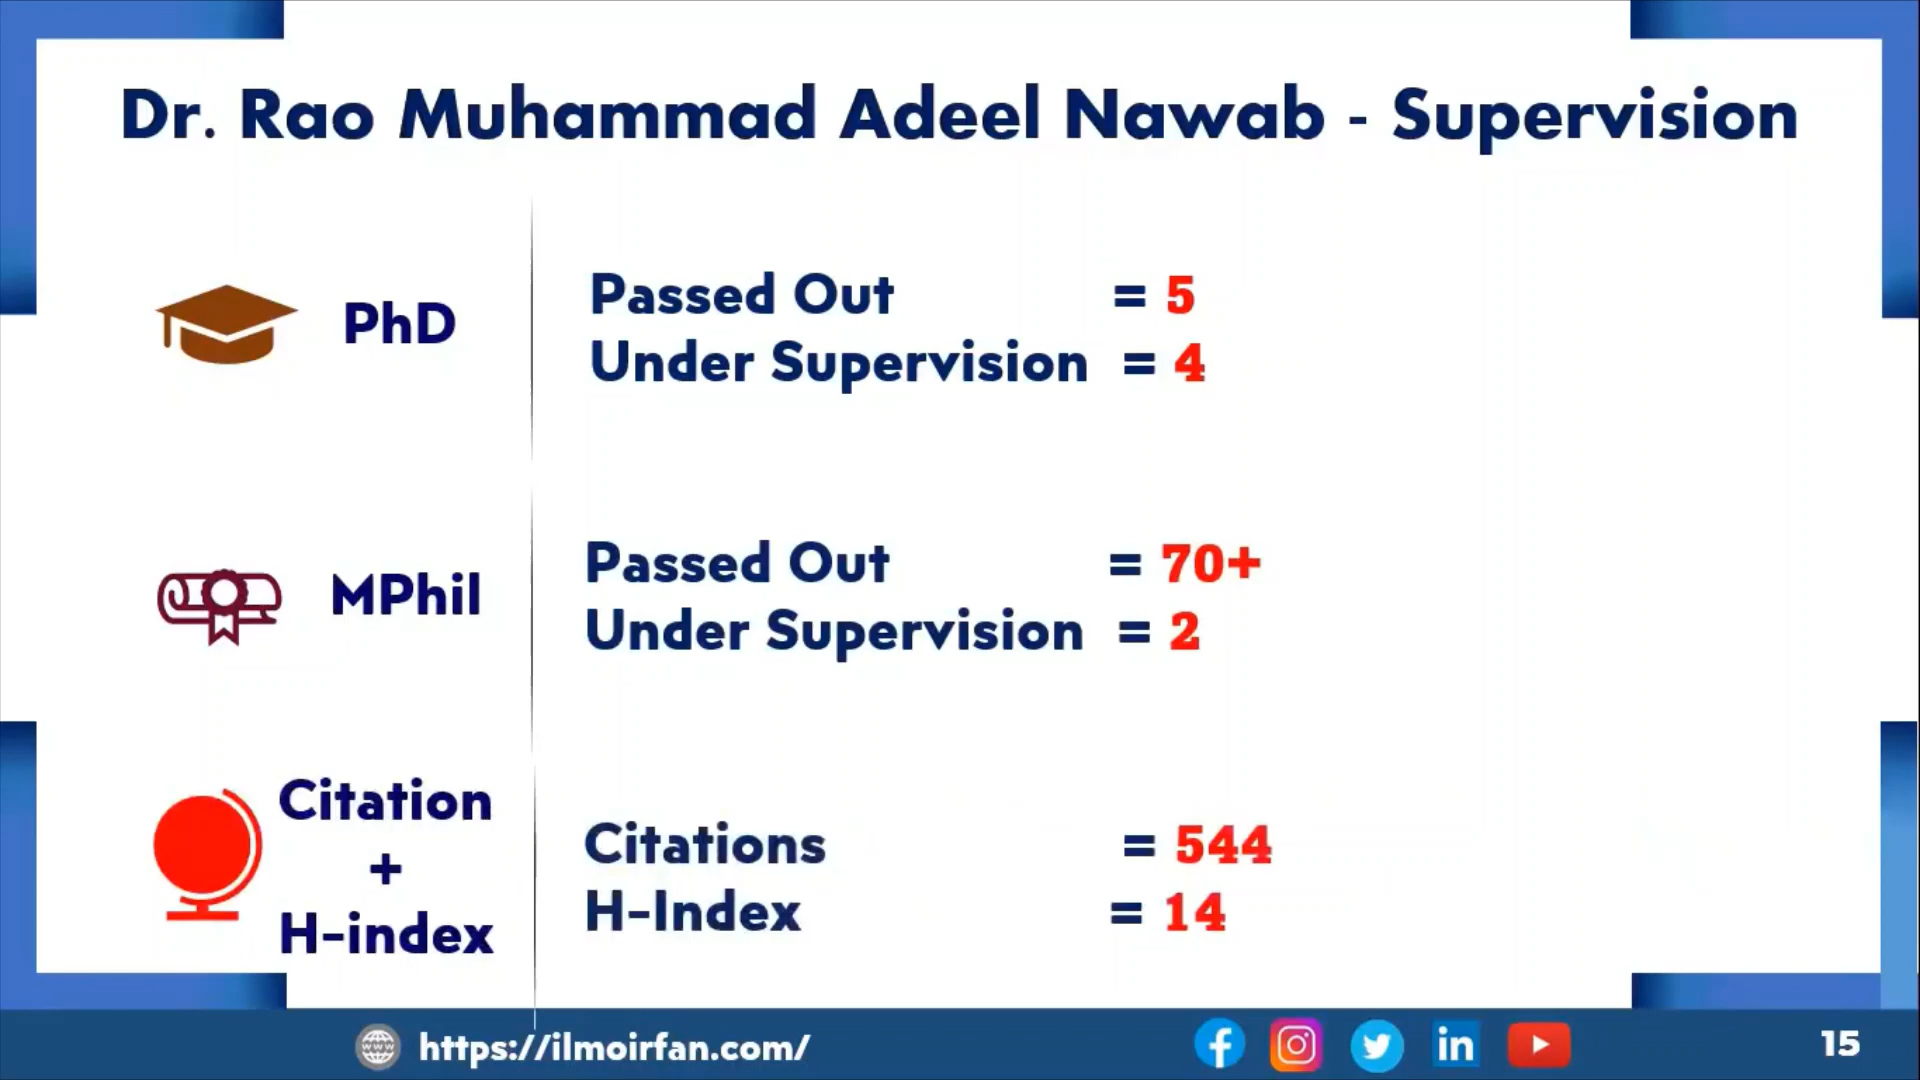 Dr. Rao Muhammad Adeel Nawab - Supervision
PhD
Passed Out = 5
Under Supervision = 4
MPhil
Passed Out = 70+
Under Supervision = 2
Citation
+
H-index
Citations = 544
H-Index = 14
https://ilmoirfan.com/
15